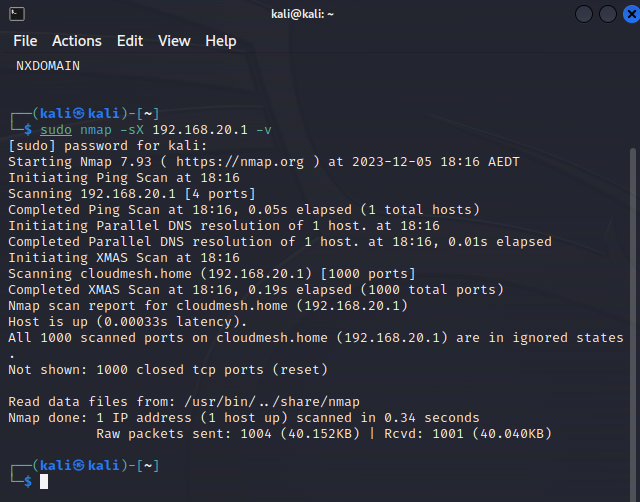 kali@kali: ~
File Actions Edit View Help
NXDOMAIN
┌──(kali㉿kali)-[~]
└─$ sudo nmap -sX 192.168.20.1 -v
[sudo] password for kali:
Starting Nmap 7.93 ( https://nmap.org ) at 2023-12-05 18:16 AEDT
Initiating Ping Scan at 18:16
Scanning 192.168.20.1 [4 ports]
Completed Ping Scan at 18:16, 0.05s elapsed (1 total hosts)
Initiating Parallel DNS resolution of 1 host. at 18:16
Completed Parallel DNS resolution of 1 host. at 18:16, 0.01s elapsed
Initiating XMAS Scan at 18:16
Scanning cloudmesh.home (192.168.20.1) [1000 ports]
Completed XMAS Scan at 18:16, 0.19s elapsed (1000 total ports)
Nmap scan report for cloudmesh.home (192.168.20.1)
Host is up (0.00033s latency).
All 1000 scanned ports on cloudmesh.home (192.168.20.1) are in ignored states
.
Not shown: 1000 closed tcp ports (reset)
Read data files from: /usr/bin/../share/nmap
Nmap done: 1 IP address (1 host up) scanned in 0.34 seconds
Raw packets sent: 1004 (40.152KB) | Rcvd: 1001 (40.040KB)
┌──(kali㉿kali)-[~]
└─$